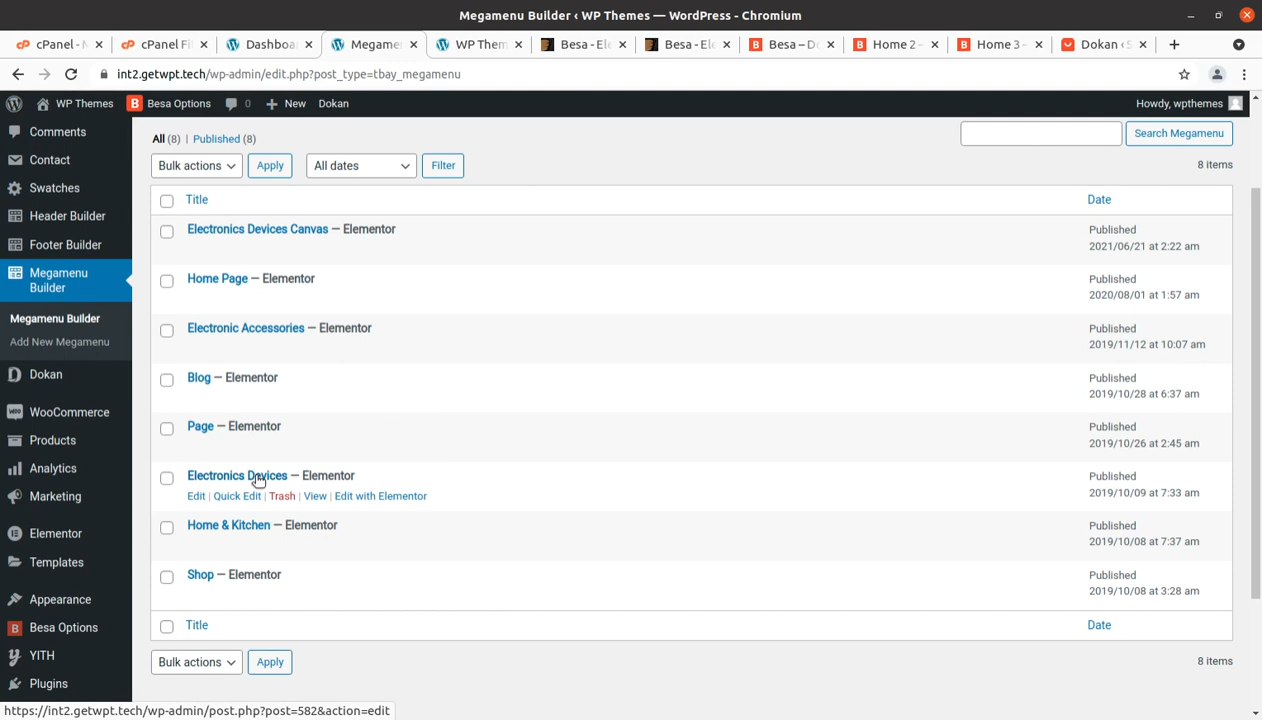 Megamenu Builder ‹ WP Themes — WordPress - Chromium
cPanel - M
cPanel Fi
Dashboa
Megame
WP Them
Besa - Ele
Besa - Ele
Besa – De
Home 2 –
Home 3 –
Dokan ‹ S
int2.getwpt.tech/wp-admin/edit.php?post_type=tbay_megamenu
WP Themes
Besa Options
0
New
Dokan
Howdy, wpthemes
Comments
Contact
Swatches
Header Builder
Footer Builder
Megamenu
Builder
Megamenu Builder
Add New Megamenu
Dokan
WooCommerce
Products
Analytics
Marketing
Elementor
Templates
Appearance
Besa Options
YITH
Plugins
All (8) | Published (8)
Search Megamenu
Bulk actions
Apply
All dates
Filter
8 items
Title
Date
Electronics Devices Canvas — Elementor
Published
2021/06/21 at 2:22 am
Home Page — Elementor
Published
2020/08/01 at 1:57 am
Electronic Accessories — Elementor
Published
2019/11/12 at 10:07 am
Blog — Elementor
Published
2019/10/28 at 6:37 am
Page — Elementor
Published
2019/10/26 at 2:45 am
Electronics Devices — Elementor
Edit | Quick Edit | Trash | View | Edit with Elementor
Published
2019/10/09 at 7:33 am
Home & Kitchen — Elementor
Published
2019/10/08 at 7:37 am
Shop — Elementor
Published
2019/10/08 at 3:28 am
Title
Date
Bulk actions
Apply
8 items
https://int2.getwpt.tech/wp-admin/post.php?post=582&action=edit